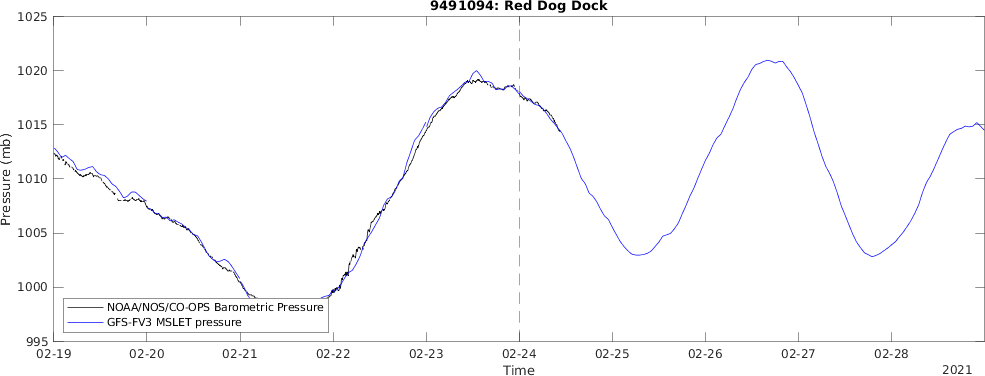 9491094: Red Dog Dock
1025
1020
1015
1010
1005
1000
995
Pressure (mb)
NOAA/NOS/CO-OPS Barometric Pressure
GFS-FV3 MSLET pressure
02-19 02-20 02-21 02-22 02-23 02-24 02-25 02-26 02-27 02-28
Time
2021